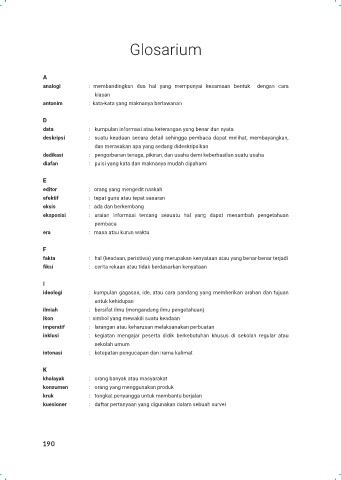 Glosarium
A
analogi : membandingkan dua hal yang mempunyai kesamaan bentuk dengan cara
kiasan
antonim : kata-kata yang maknanya berlawanan
D
data : kumpulan informasi atau keterangan yang benar dan nyata
deskripsi : suatu keadaan secara detail sehingga pembaca dapat melihat, membayangkan,
dan merasakan apa yang sedang dideskripsikan
dedikasi : pengorbanan tenaga, pikiran, dan usaha demi keberhasilan suatu usaha
diafan : puisi yang kata dan maknanya mudah dipahami
E
editor : orang yang mengedit naskah
efektif : tepat guna atau tepat sasaran
eksis : ada dan berkembang
eksposisi : uraian informasi tentang sesuatu hal yang dapat menambah pengetahuan
pembaca
era : masa atau kurun waktu
F
fakta : hal (keadaan, peristiwa) yang merupakan kenyataan atau yang benar-benar terjadi
fiksi : cerita rekaan atau tidak berdasarkan kenyataan
I
ideologi : kumpulan gagasan, ide, atau cara pandang yang memberikan arahan dan tujuan
untuk kehidupan
ilmiah : bersifat ilmu (mengandung ilmu pengetahuan)
ikon : simbol yang mewakili suatu keadaan
imperatif : larangan atau keharusan melaksanakan perbuatan
inklusi : kegiatan mengajar peserta didik berkebutuhan khusus di sekolah reguler atau
sekolah umum
intonasi : ketepatan pengucapan dan irama kalimat
K
khalayak : orang banyak atau masyarakat
konsumen : orang yang menggunakan produk
kruk : tongkat penyangga untuk membantu berjalan
kuesioner : daftar pertanyaan yang digunakan dalam sebuah survei
190